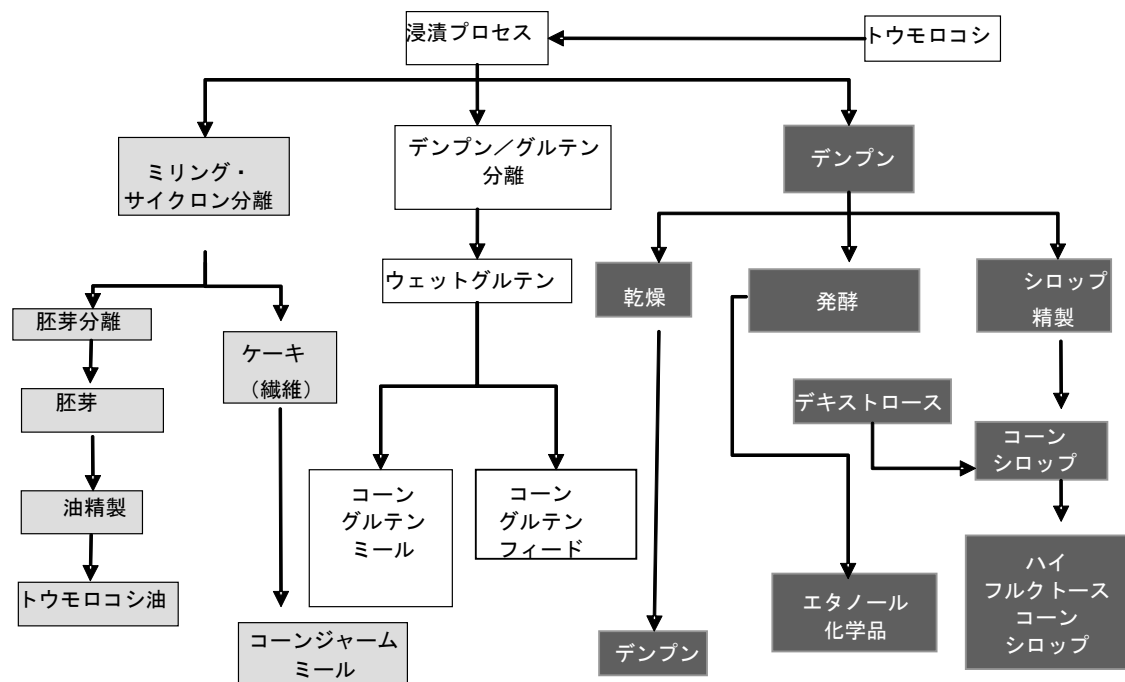 浸漬プロセス
トウモロコシ
ミリング・
サイクロン分離
デンプン／グルテン
分離
デンプン
ウェットグルテン
乾燥
発酵
シロップ
精製
胚芽分離
ケーキ
（繊維）
胚芽
デキストロース
コーン
シロップ
油精製
コーン
グルテン
ミール
コーン
グルテン
フィード
トウモロコシ油
コーンジャーム
ミール
デンプン
エタノール
化学品
ハイ
フルクトース
コーン
シロップ